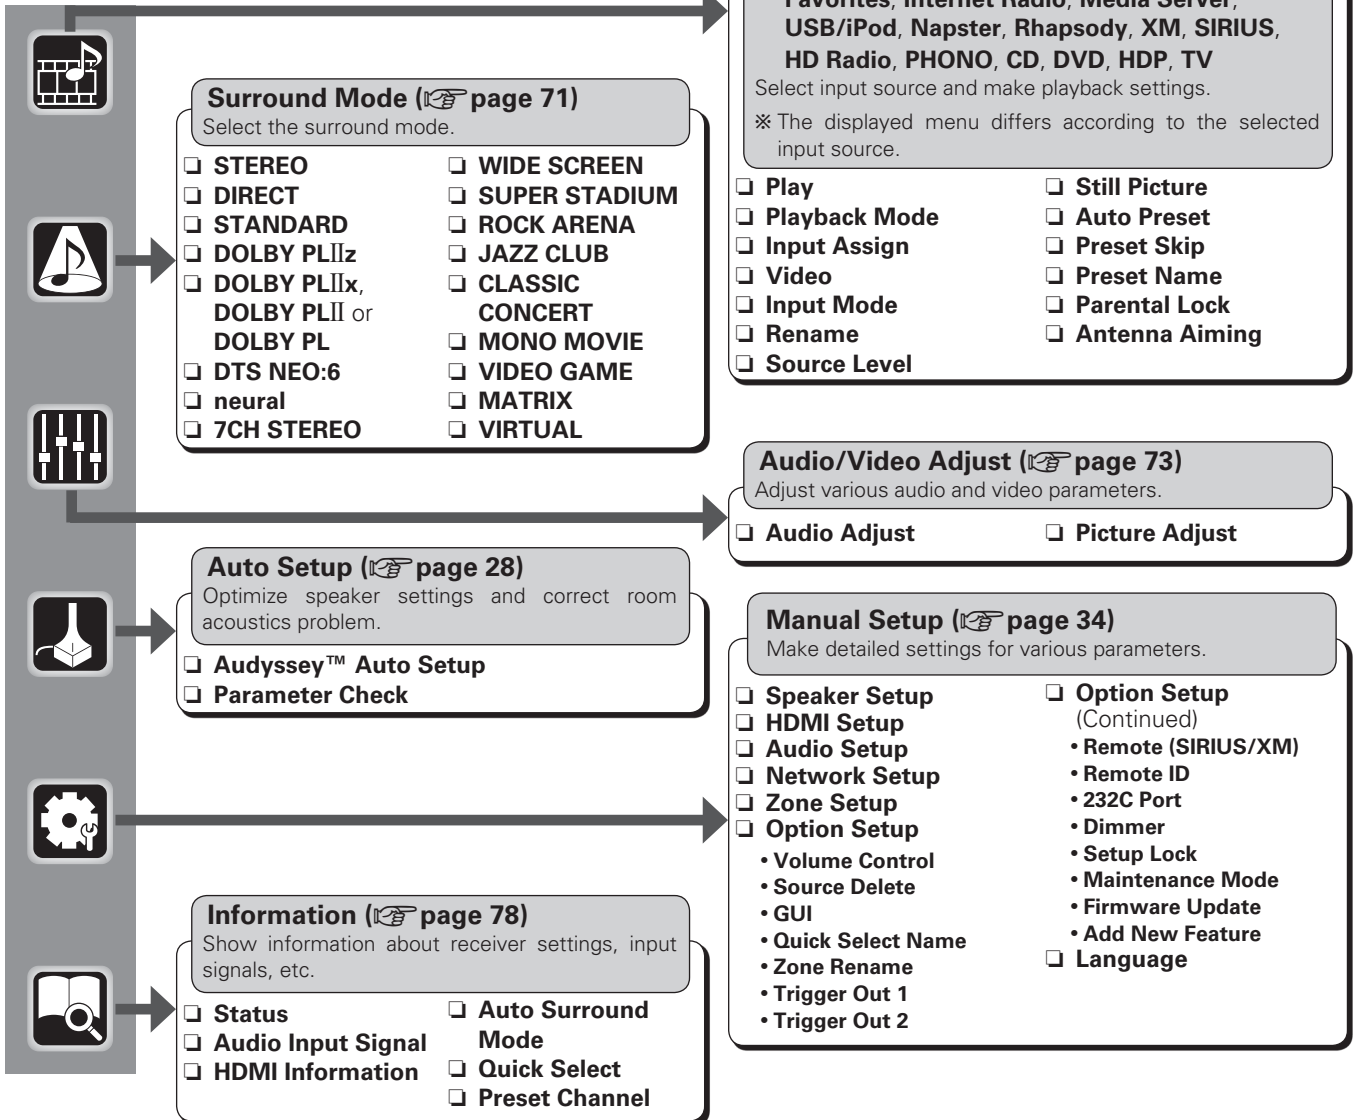 Favorites, Internet Radio, Media Server,
USB/iPod, Napster, Rhapsody, XM, SIRIUS,
HD Radio, PHONO, CD, DVD, HDP, TV
Select input source and make playback settings.
※ The displayed menu differs according to the selected
input source.
❏ Play
❏ Playback Mode
❏ Input Assign
❏ Video
❏ Input Mode
❏ Rename
❏ Source Level
❏ Still Picture
❏ Auto Preset
❏ Preset Skip
❏ Preset Name
❏ Parental Lock
❏ Antenna Aiming
Surround Mode (☞ page 71)
Select the surround mode.
❏ STEREO
❏ DIRECT
❏ STANDARD
❏ DOLBY PLⅡz
❏ DOLBY PLⅡx,
DOLBY PLⅡ or
DOLBY PL
❏ DTS NEO:6
❏ neural
❏ 7CH STEREO
❏ WIDE SCREEN
❏ SUPER STADIUM
❏ ROCK ARENA
❏ JAZZ CLUB
❏ CLASSIC
CONCERT
❏ MONO MOVIE
❏ VIDEO GAME
❏ MATRIX
❏ VIRTUAL
Audio/Video Adjust (☞ page 73)
Adjust various audio and video parameters.
❏ Audio Adjust
❏ Picture Adjust
Auto Setup (☞ page 28)
Optimize speaker settings and correct room
acoustics problem.
❏ Audyssey™ Auto Setup
❏ Parameter Check
Manual Setup (☞ page 34)
Make detailed settings for various parameters.
❏ Speaker Setup
❏ HDMI Setup
❏ Audio Setup
❏ Network Setup
❏ Zone Setup
❏ Option Setup
• Volume Control
• Source Delete
• GUI
• Quick Select Name
• Zone Rename
• Trigger Out 1
• Trigger Out 2
❏ Option Setup
(Continued)
• Remote (SIRIUS/XM)
• Remote ID
• 232C Port
• Dimmer
• Setup Lock
• Maintenance Mode
• Firmware Update
• Add New Feature
❏ Language
Information (☞ page 78)
Show information about receiver settings, input
signals, etc.
❏ Status
❏ Audio Input Signal
❏ HDMI Information
❏ Auto Surround
Mode
❏ Quick Select
❏ Preset Channel